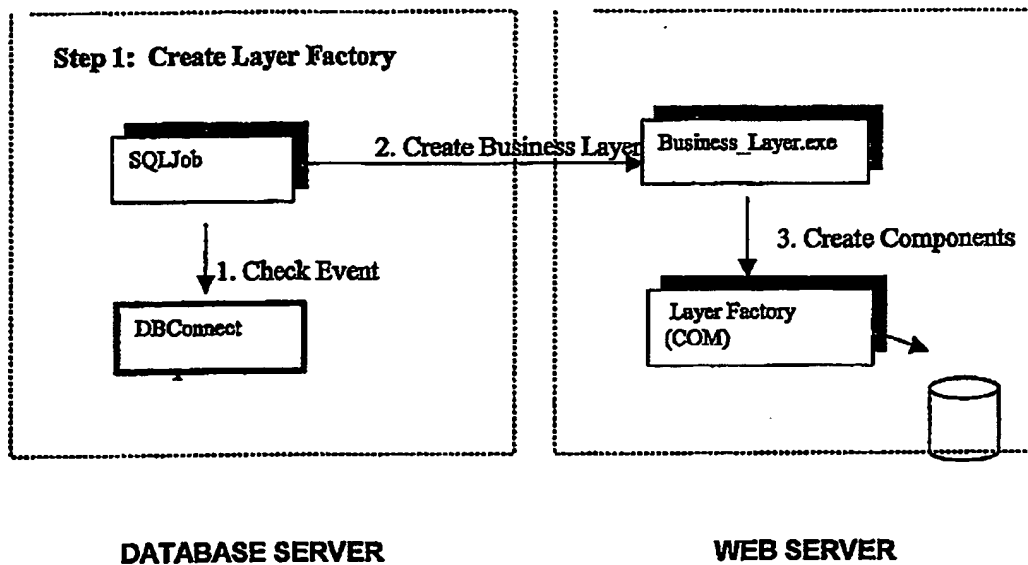 Step 1: Create Layer Factory
SQLJob
2. Create Business Layer
Business_Layer.exe
1. Check Event
3. Create Components
DBConnect
Layer Factory
(COM)
DATABASE SERVER
WEB SERVER